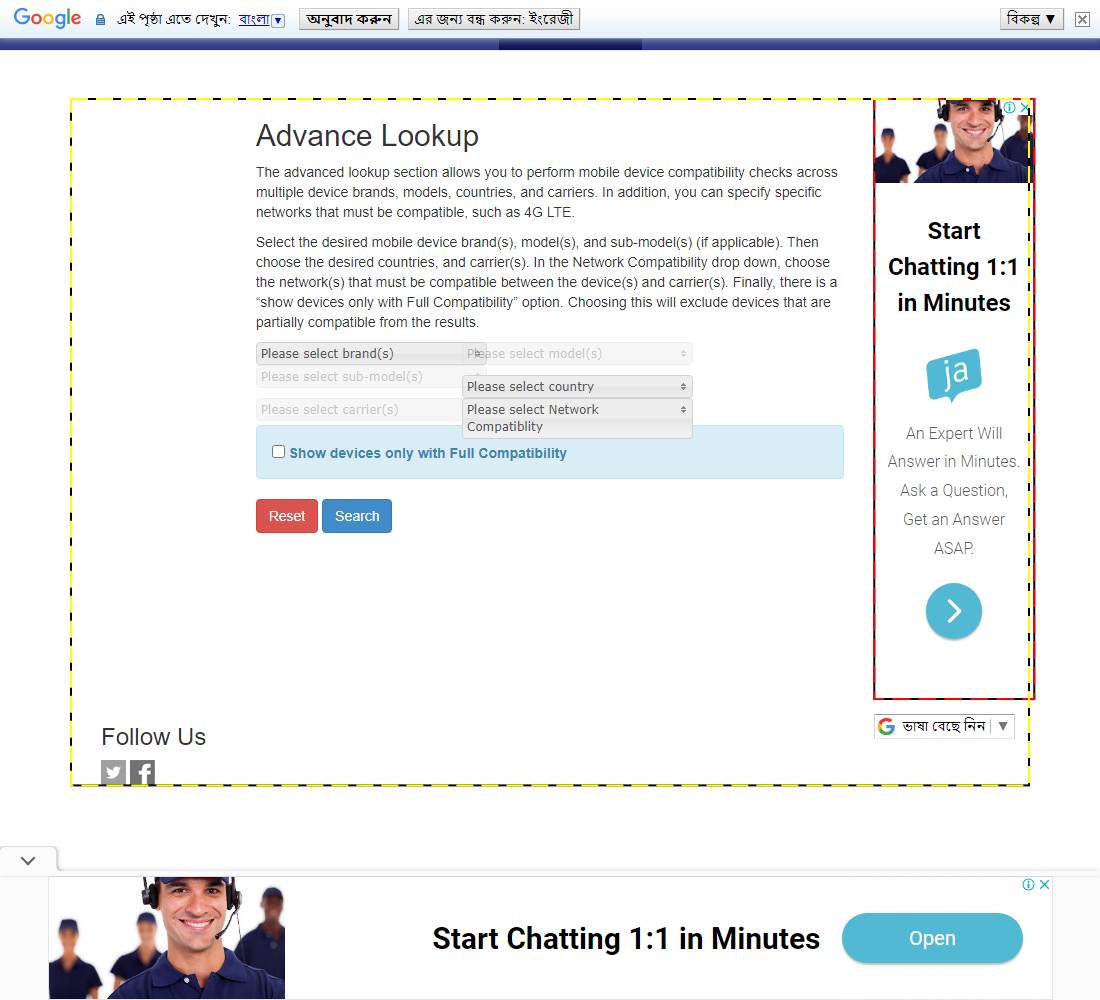 Google এই পৃষ্ঠা এতে দেখুন: বাংলা অনুবাদ করুন এর জন্য বন্ধ করুন: ইংরেজী বিকল্প ▼
Advance Lookup
The advanced lookup section allows you to perform mobile device compatibility checks across
multiple device brands, models, countries, and carriers. In addition, you can specify specific
networks that must be compatible, such as 4G LTE.
Select the desired mobile device brand(s), model(s), and sub-model(s) (if applicable). Then
choose the desired countries, and carrier(s). In the Network Compatibility drop down, choose
the network(s) that must be compatible between the device(s) and carrier(s). Finally, there is a
“show devices only with Full Compatibility” option. Choosing this will exclude devices that are
partially compatible from the results.
Please select brand(s) Please select model(s)
Please select sub-model(s)
Please select country
Please select carrier(s)
Please select Network
Compatiblity
Show devices only with Full Compatibility
Reset Search
Start
Chatting 1:1
in Minutes
ja
An Expert Will
Answer in Minutes.
Ask a Question,
Get an Answer
ASAP.
ভাষা বেছে নিন ▼
Follow Us
Start Chatting 1:1 in Minutes Open